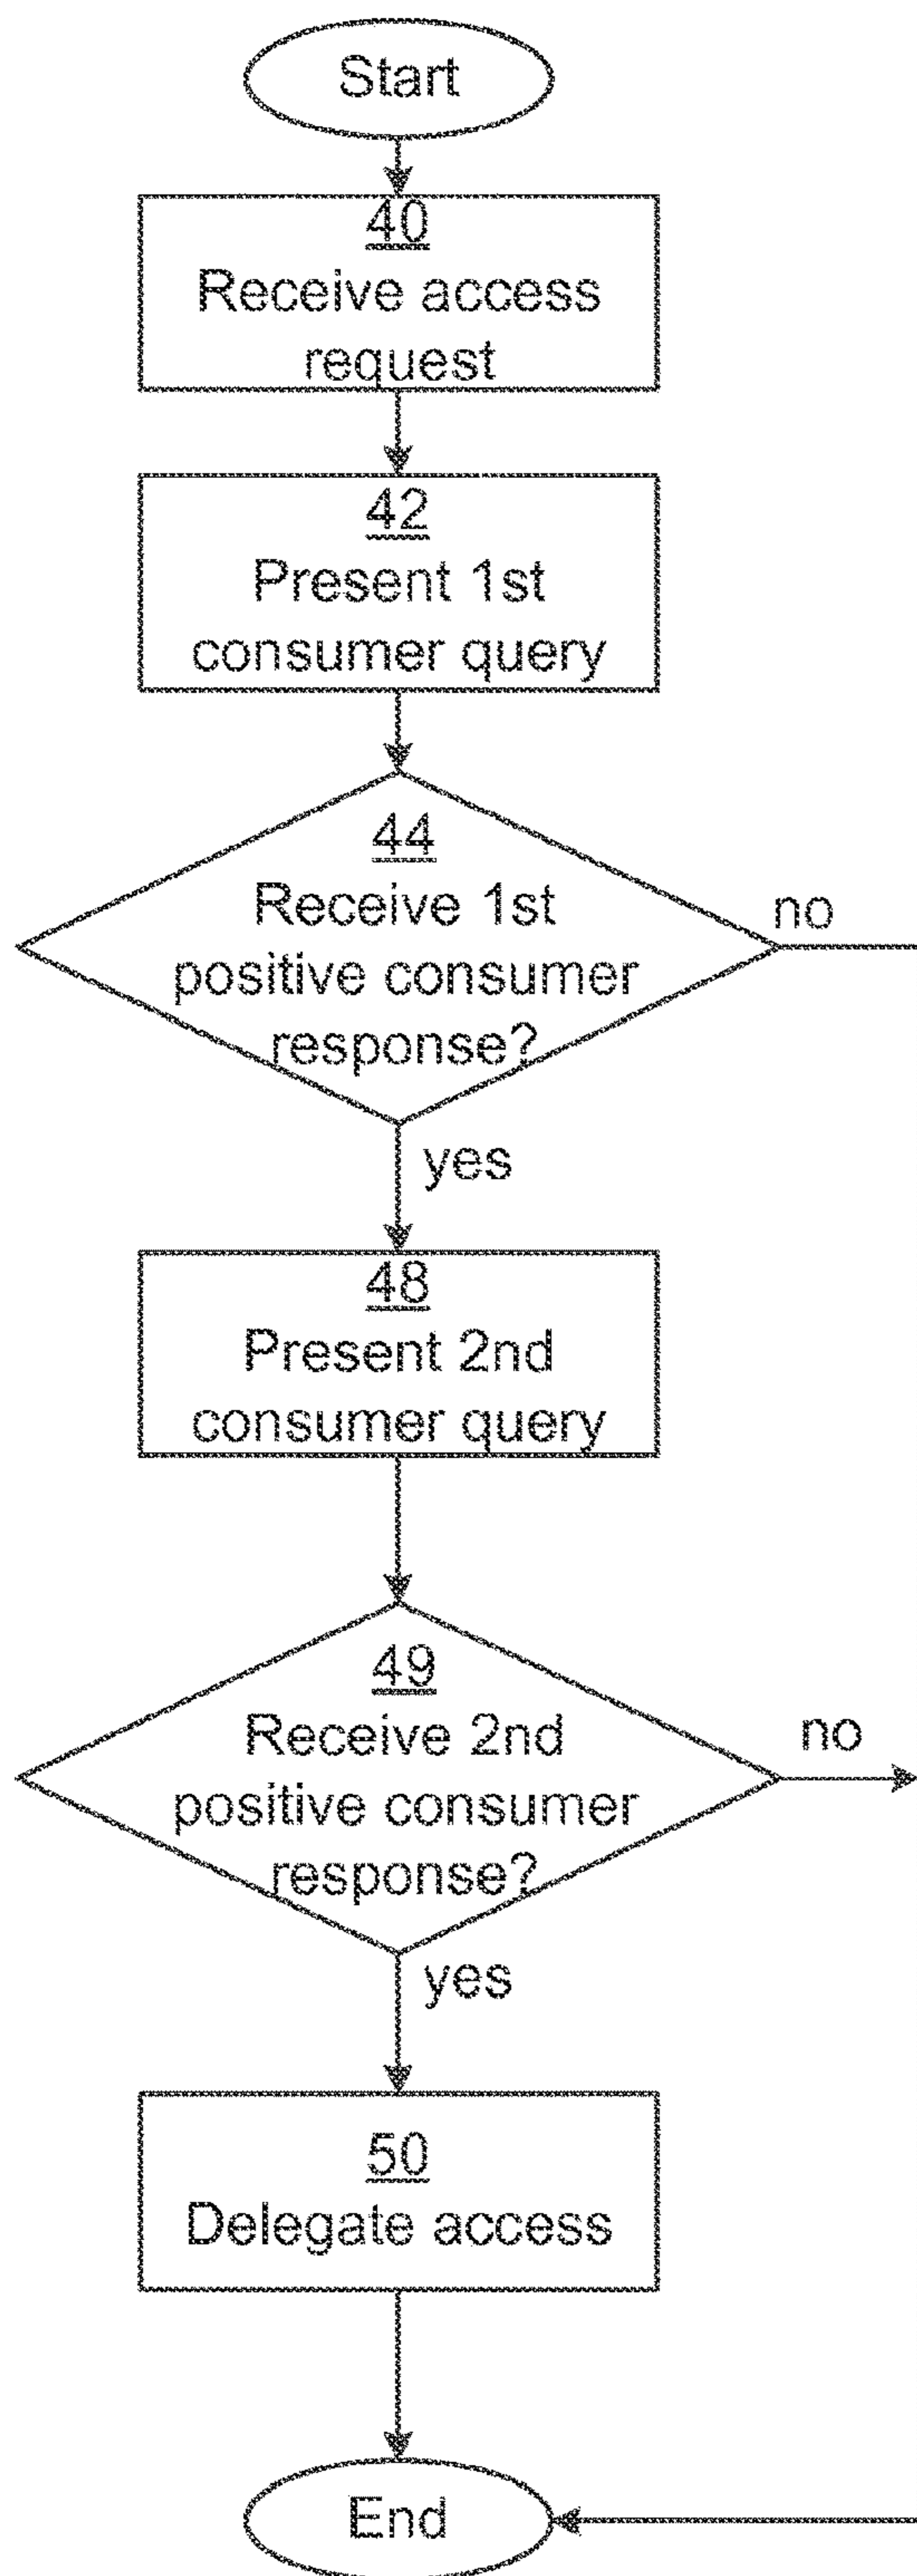 Start
40
Receive access
request
42
Present 1st
consumer query
44
Receive 1st
positive consumer
response?
no
yes
48
Present 2nd
consumer query
49
Receive 2nd
positive consumer
response?
no
yes
50
Delegate access
End